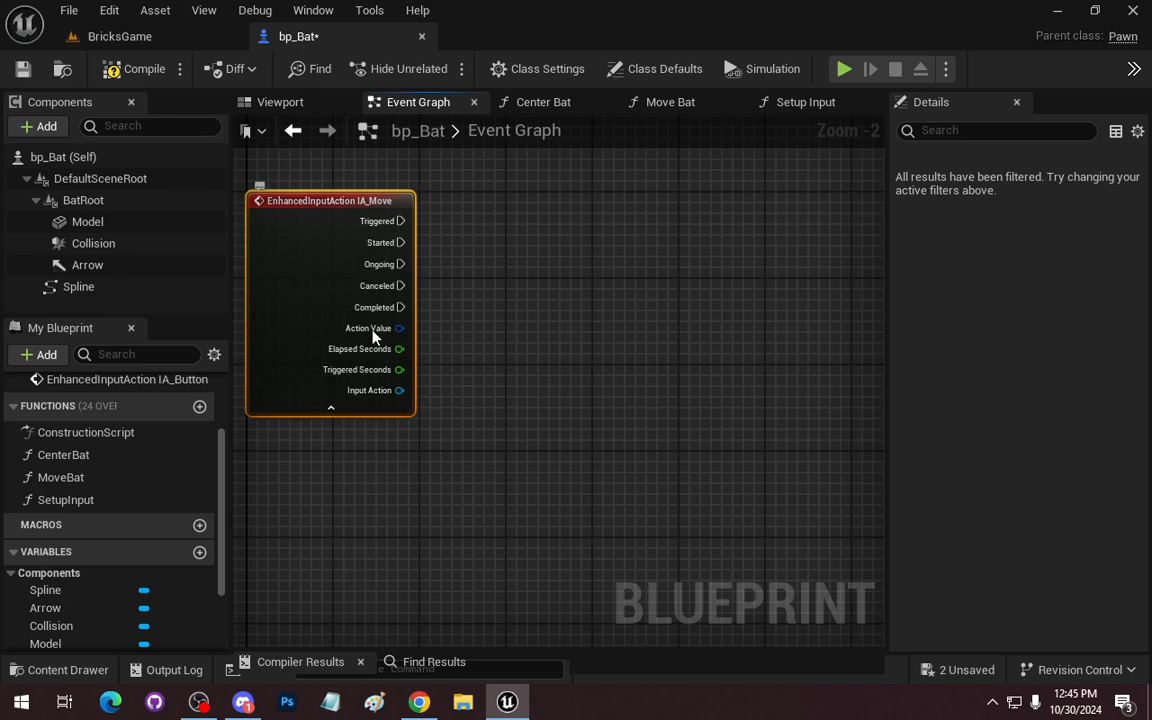 File Edit Asset View Debug Window Tools Help
BricksGame bp_Bat* Parent class: Pawn
Compile Diff Find Hide Unrelated Class Settings Class Defaults Simulation
Components Viewport Event Graph Center Bat Move Bat Setup Input Details
Add Search bp_Bat Event Graph Zoom -2 Search
bp_Bat (Self)
DefaultSceneRoot
BatRoot
Model
Collision
Arrow
Spline
All results have been filtered. Try changing your
active filters above.
EnhancedInputAction IA_Move
Triggered
Started
Ongoing
Canceled
Completed
Action Value
Elapsed Seconds
Triggered Seconds
Input Action
My Blueprint
Add Search
EnhancedInputAction IA_Button
FUNCTIONS (24 OVER
ConstructionScript
CenterBat
MoveBat
SetupInput
MACROS
VARIABLES
Components
Spline
Arrow
Collision
Model
BLUEPRINT
Compiler Results Find Results
Content Drawer Output Log 2 Unsaved Revision Control
12:45 PM
10/30/2024
3